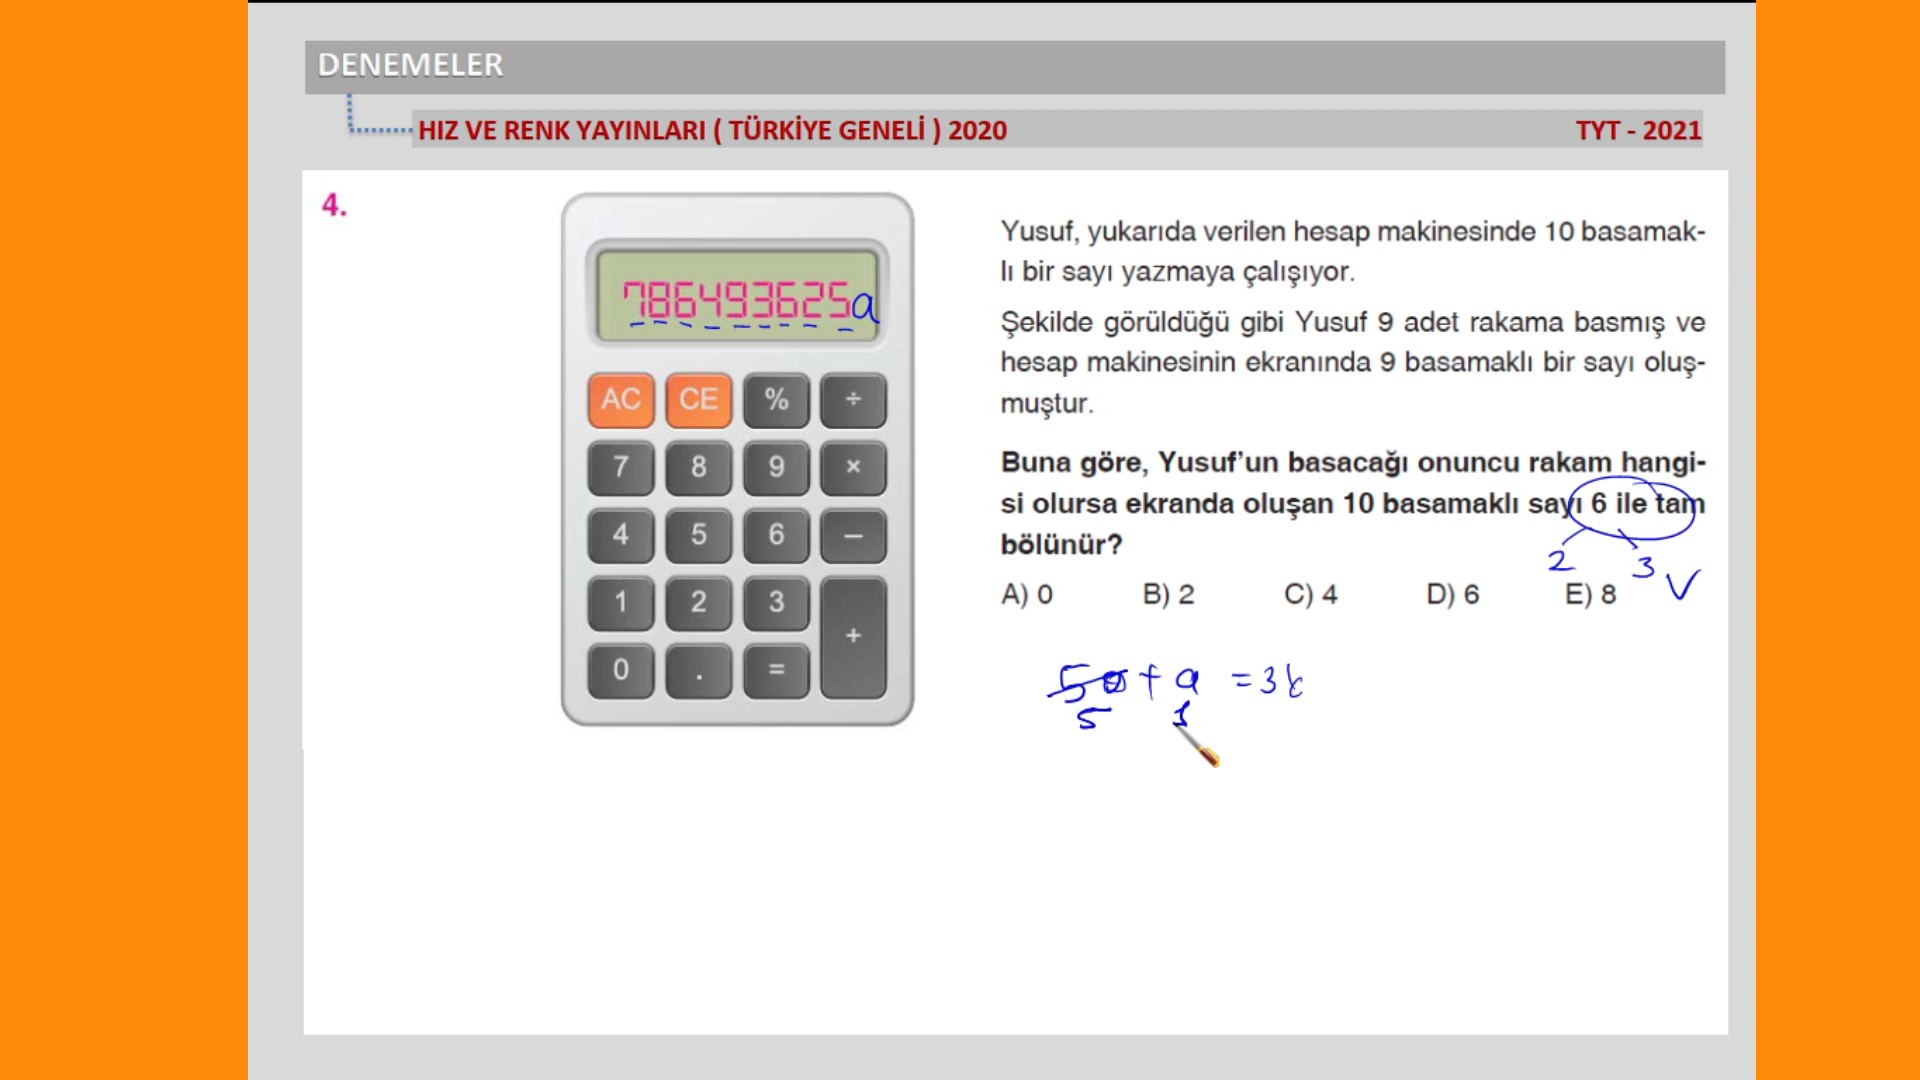 DENEMELER
HIZ VE RENK YAYINLARI ( TÜRKİYE GENELİ ) 2020 TYT - 2021
4.
786493625a
AC CE % ÷
7 8 9 ×
4 5 6 −
1 2 3
+
0 . =
Yusuf, yukarıda verilen hesap makinesinde 10 basamak-
lı bir sayı yazmaya çalışıyor.
Şekilde görüldüğü gibi Yusuf 9 adet rakama basmış ve
hesap makinesinin ekranında 9 basamaklı bir sayı oluş-
muştur.
Buna göre, Yusuf'un basacağı onuncu rakam hangi-
si olursa ekranda oluşan 10 basamaklı sayı 6 ile tam
bölünür?
2 3
A) 0 B) 2 C) 4 D) 6 E) 8
50 + a = 3k
5 1